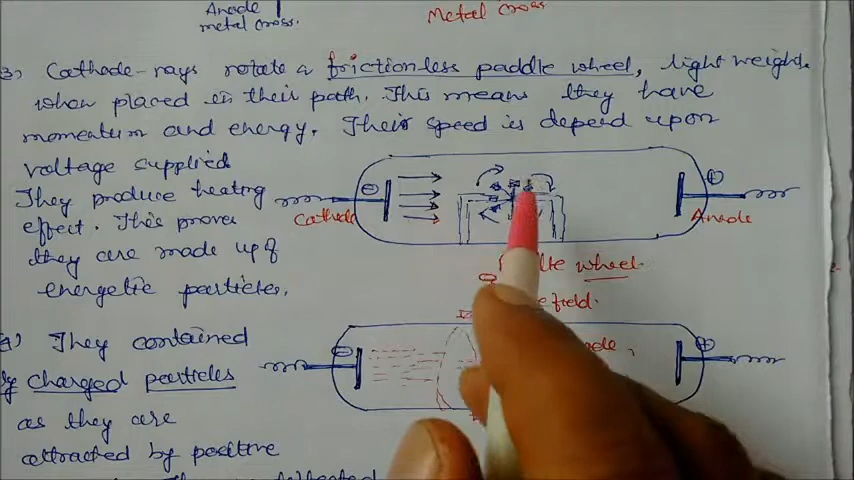 Anode
metal cross.
Metal Cross
3) Cathode-rays rotate a frictionless paddle wheel, light weight,
when placed in their path. This means they have
momentum and energy. Their speed is depend upon
voltage supplied
They produce heating
effect. This proves
they are made up of
energetic particles.
Cathode
Anode
wheel.
field.
They contained
charged particles
as they are
attracted by positive